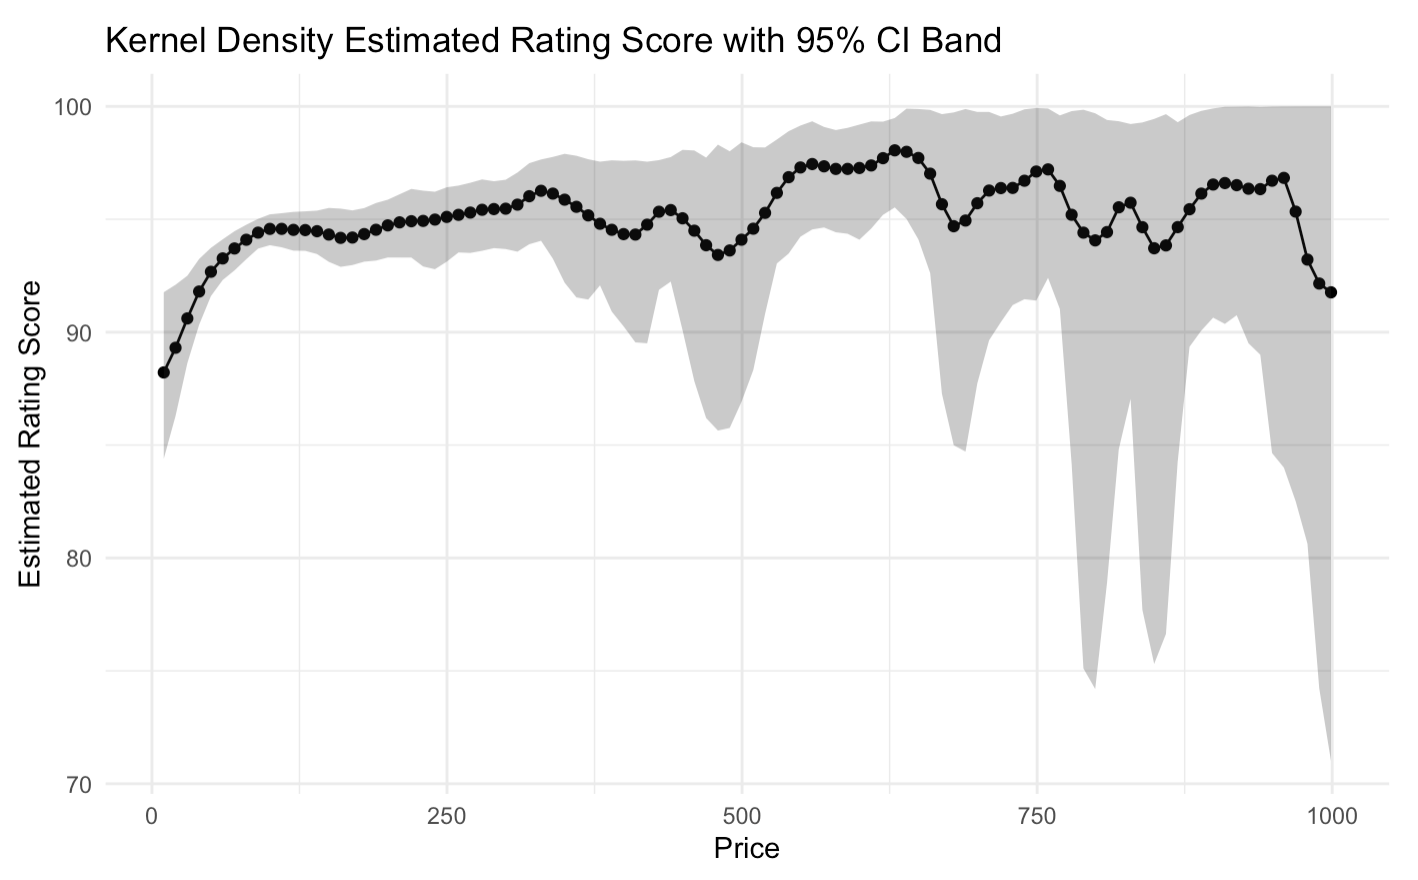 Kernel Density Estimated Rating Score with 95% CI Band
Estimated Rating Score
100
90
80
70
0 250 500 750 1000
Price